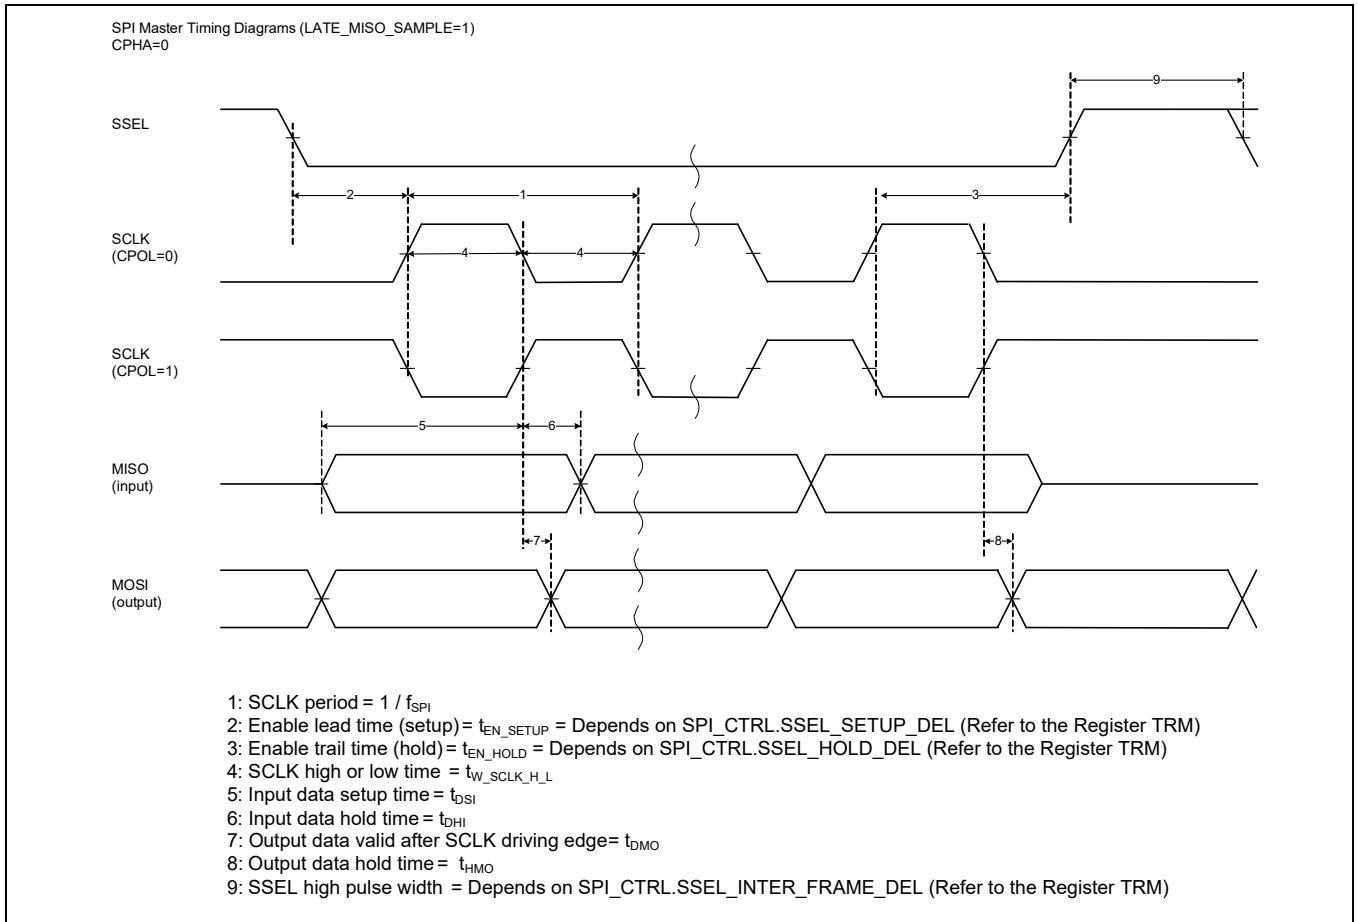 SPI Master Timing Diagrams (LATE_MISO_SAMPLE=1)
CPHA=0
9
SSEL
2
1
3
SCLK
(CPOL=0)
4
4
SCLK
(CPOL=1)
5
6
MISO
(input)
7
8
MOSI
(output)
1: SCLK period = 1 / fSPI
2: Enable lead time (setup) = tEN_SETUP = Depends on SPI_CTRL.SSEL_SETUP_DEL (Refer to the Register TRM)
3: Enable trail time (hold) = tEN_HOLD = Depends on SPI_CTRL.SSEL_HOLD_DEL (Refer to the Register TRM)
4: SCLK high or low time = tW_SCLK_H_L
5: Input data setup time = tDSI
6: Input data hold time = tDHI
7: Output data valid after SCLK driving edge= tDMO
8: Output data hold time = tHMO
9: SSEL high pulse width = Depends on SPI_CTRL.SSEL_INTER_FRAME_DEL (Refer to the Register TRM)